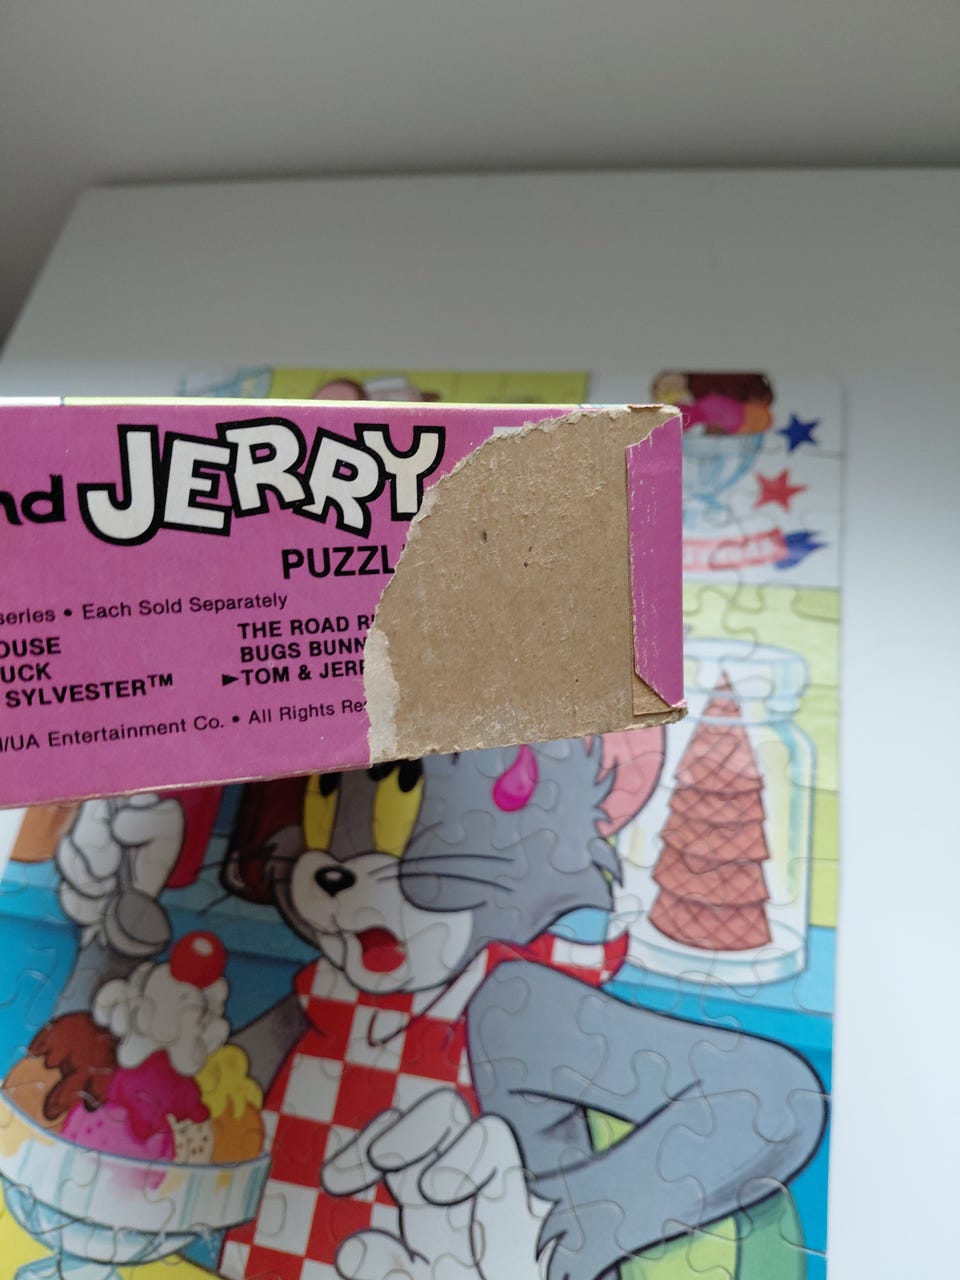 nd JERRY
PUZZL
series • Each Sold Separately
OUSE THE ROAD R
UCK BUGS BUNN
SYLVESTER™ ►TOM & JERR
M/UA Entertainment Co. • All Rights Re